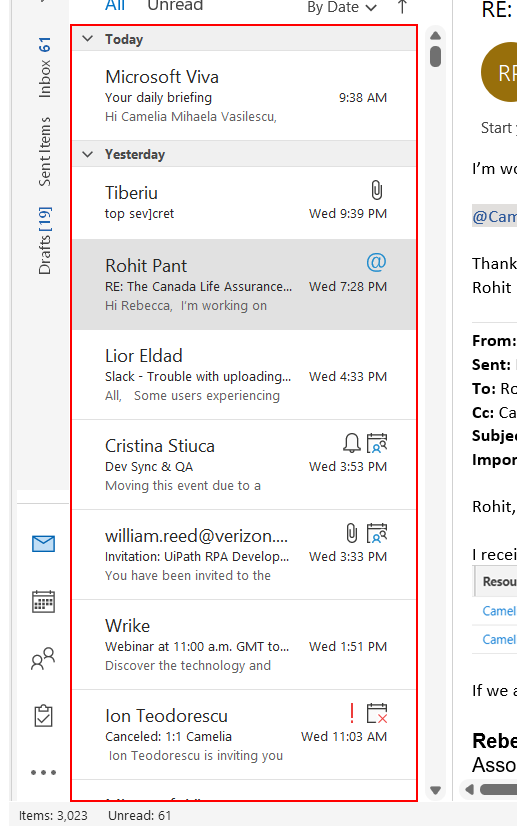 All Unread By Date
Today
Microsoft Viva
Your daily briefing 9:38 AM
Hi Camelia Mihaela Vasilescu,
Yesterday
Tiberiu
top sev]cret Wed 9:39 PM
Rohit Pant
RE: The Canada Life Assurance... Wed 7:28 PM
Hi Rebecca, I'm working on
Lior Eldad
Slack - Trouble with uploading... Wed 4:33 PM
All, Some users experiencing
Cristina Stiuca
Dev Sync & QA Wed 3:53 PM
Moving this event due to a
william.reed@verizon....
Invitation: UiPath RPA Develop... Wed 3:33 PM
You have been invited to the
Wrike
Webinar at 11:00 a.m. GMT to... Wed 1:51 PM
Discover the technology and
Ion Teodorescu
Canceled: 1:1 Camelia Wed 11:03 AM
Ion Teodorescu is inviting you
Inbox 61
Sent Items
Drafts [19]
Items: 3,023 Unread: 61
RE:
RP
Start
I'm
@Cam
Thank
Rohit
From:
Sent:
To: Ro
Cc: Ca
Subje
Impor
Rohit,
I recei
Resou
Camel
Camel
If we a
Rebe
Asso